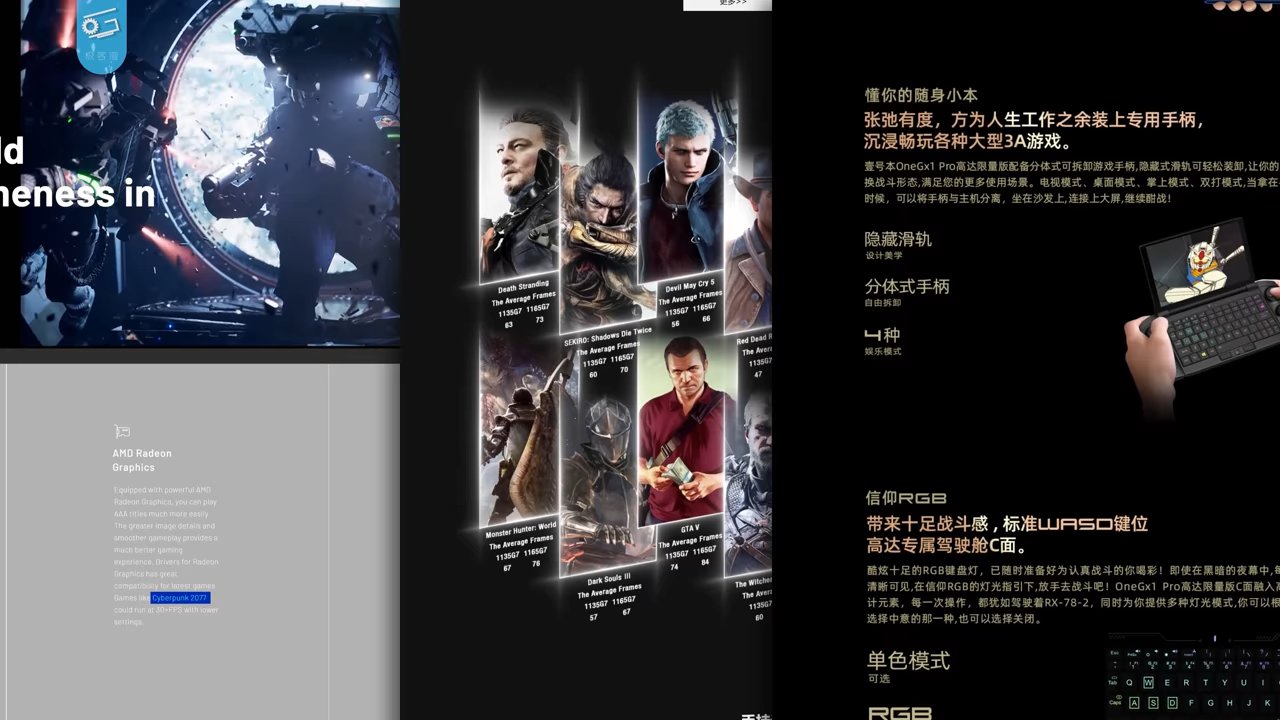 极客湾
ld
meness in
AMD Radeon
Graphics
Equipped with powerful AMD
Radeon Graphics, you can play
AAA titles much more easily.
The greater image details and
smoother gameplay provides a
much better gaming
experience. Drivers for Radeon
Graphics has great
compatibility for latest games.
Games like Cyberpunk 2077
could run at 30+FPS with lower
settings.
更多>>
Death Stranding
The Average Frames
1135G7 1165G7
63 73
SEKIRO: Shadows Die Twice
The Average Frames
1135G7 1165G7
60 70
Devil May Cry 5
The Average Frames
1135G7 1165G7
56 66
Red Dead R
The Avera
1135G7
47
Monster Hunter: World
The Average Frames
1135G7 1165G7
67 76
Dark Souls III
The Average Frames
1135G7 1165G7
57 67
GTA V
The Average Frames
1135G7 1165G7
74 84
The Witcher
The Avera
1135G7
60
手持
懂你的随身小本
张弛有度，方为人生工作之余装上专用手柄，
沉浸畅玩各种大型3A游戏。
壹号本OneGx1 Pro高达限量版配备分体式可拆卸游戏手柄,隐藏式滑轨可轻松装卸,让你的
换战斗形态,满足您的更多使用场景。电视模式、桌面模式、掌上模式、双打模式,当拿在
时候，可以将手柄与主机分离，坐在沙发上,连接上大屏,继续酣战！
隐藏滑轨
设计美学
分体式手柄
自由拆卸
4种
娱乐模式
信仰RGB
带来十足战斗感，标准WASD键位
高达专属驾驶舱C面。
酷炫十足的RGB键盘灯，已随时准备好为认真战斗的你喝彩！即使在黑暗的夜幕中,每
清晰可见,在信仰RGB的灯光指引下,放手去战斗吧！OneGx1 Pro高达限量版C面融入高
计元素，每一次操作，都犹如驾驶着RX-78-2，同时为你提供多种灯光模式,你可以根
选择中意的那一种,也可以选择关闭。
单色模式
可选
RGB
Esc
Tab Q W E R T Y U I
Caps A S D F G H J K